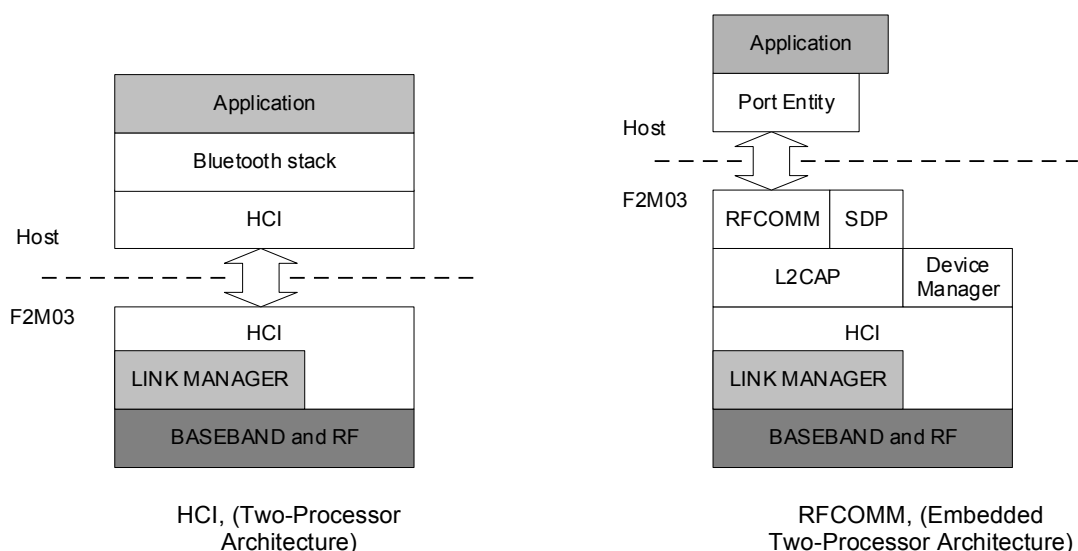 Application
Bluetooth stack
HCI
Host
F2M03
HCI
LINK MANAGER
BASEBAND and RF
HCI, (Two-Processor
Architecture)
Application
Port Entity
Host
F2M03
RFCOMM
SDP
L2CAP
Device
Manager
HCI
LINK MANAGER
BASEBAND and RF
RFCOMM, (Embedded
Two-Processor Architecture)